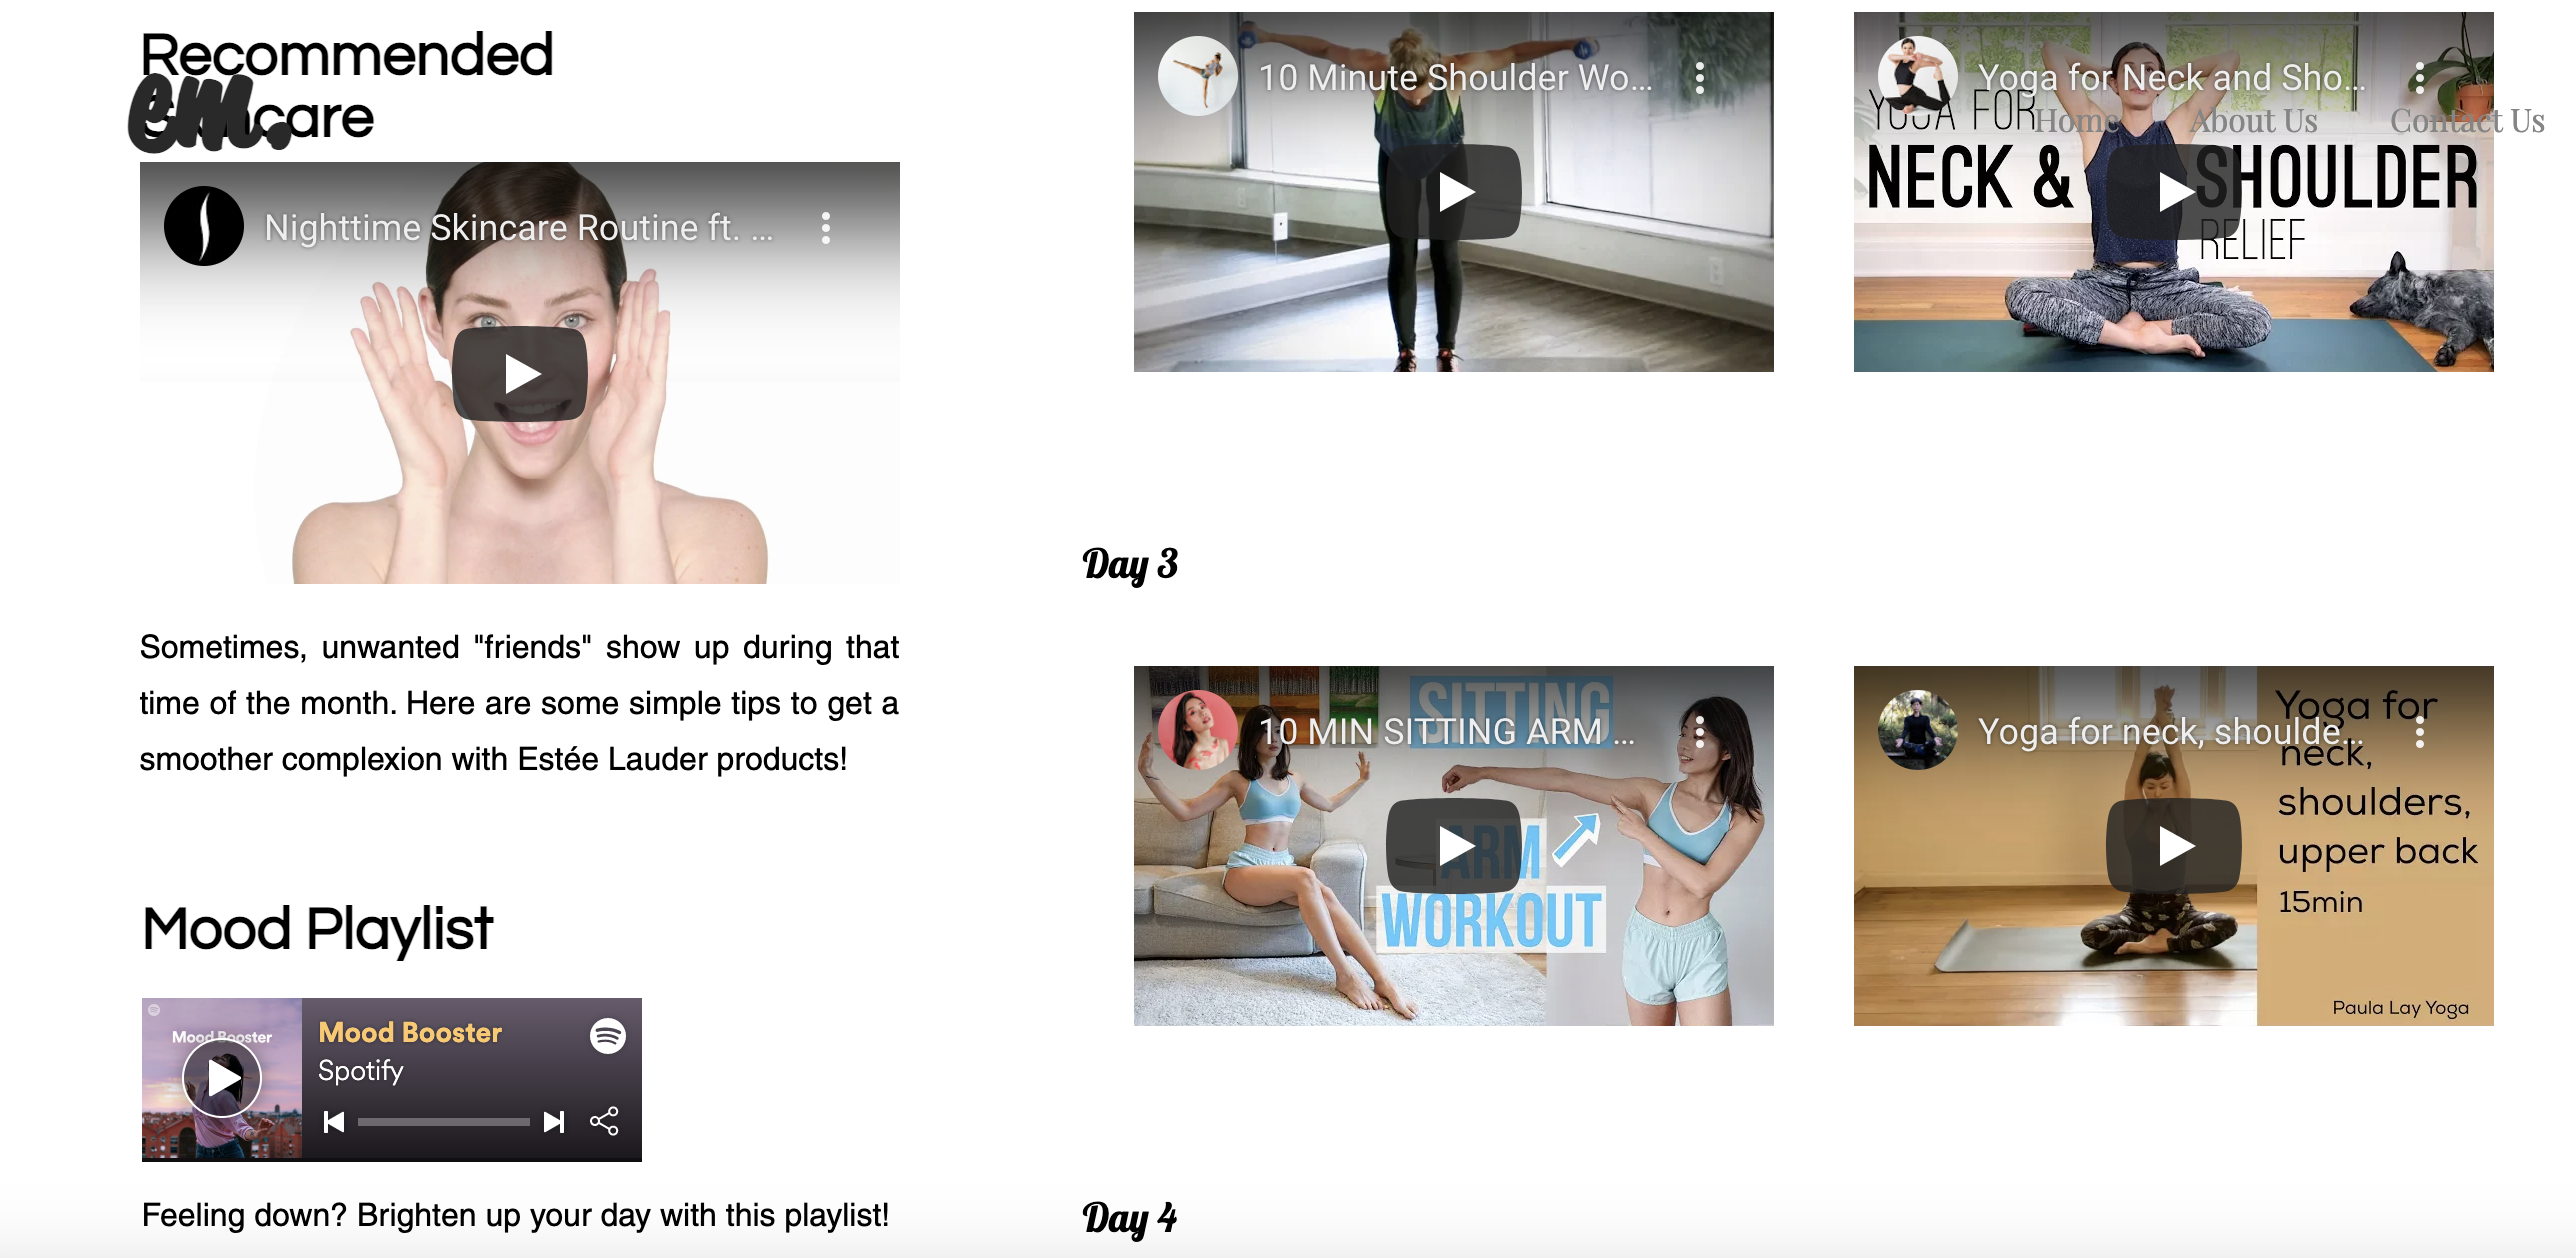 Recommended
Skincare
em.
Nighttime Skincare Routine ft. ...
Sometimes, unwanted "friends" show up during that
time of the month. Here are some simple tips to get a
smoother complexion with Estée Lauder products!
Mood Playlist
Mood Booster
Mood Booster
Spotify
Feeling down? Brighten up your day with this playlist!
10 Minute Shoulder Wo...
Yoga for Neck and Sho...
Home About Us Contact Us
YOGA FOR
NECK & SHOULDER
RELIEF
Day 3
10 MIN SITTING ARM ...
SITTING
ARM
WORKOUT
Yoga for neck, shoulde...
Yoga for
neck,
shoulders,
upper back
15min
Paula Lay Yoga
Day 4